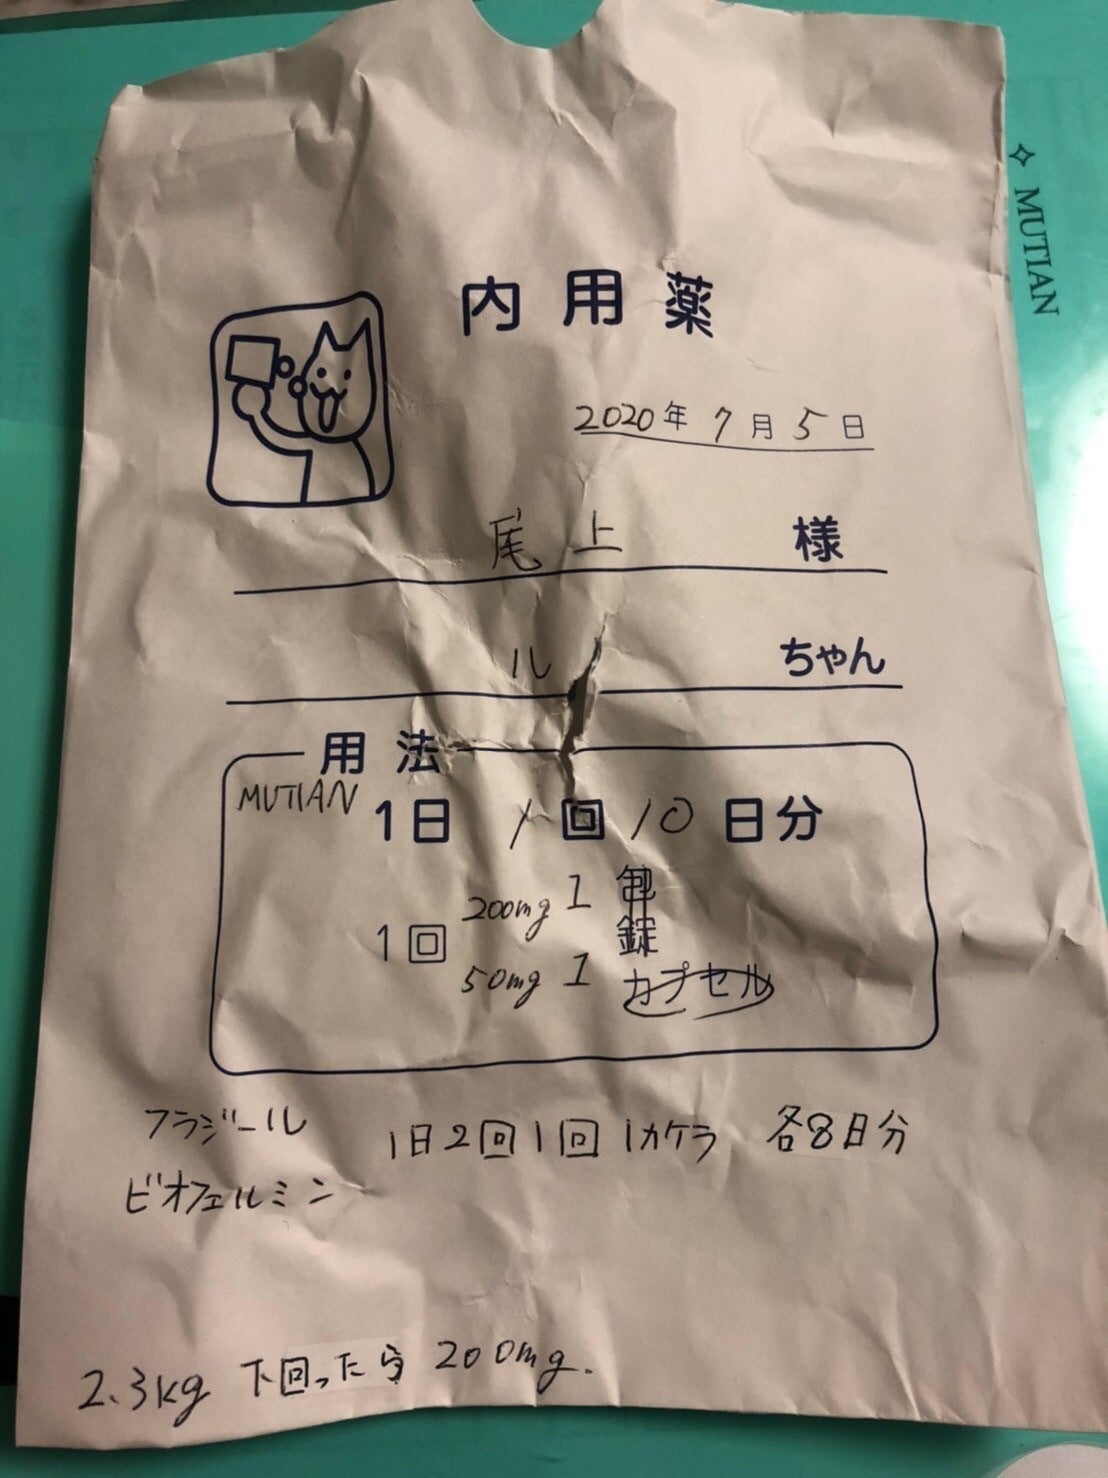 MUTIAN
内用薬
2020年 7月 5日
尾上 様
ル ちゃん
用法
MUTIAN 1日 1 回 10 日分
200mg 1 包
1回 錠
50mg 1 カプセル
フラジール
1日2回1回 1カケラ 各8日分
ビオフェルミン
2.3kg 下回ったら 200mg.